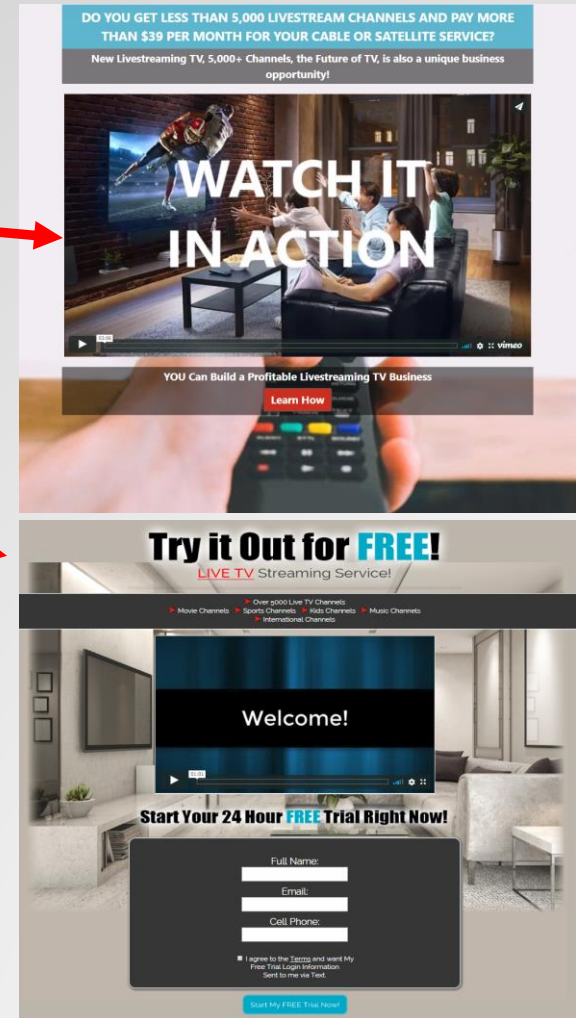 DO YOU GET LESS THAN 5,000 LIVESTREAM CHANNELS AND PAY MORE
THAN $39 PER MONTH FOR YOUR CABLE OR SATELLITE SERVICE?
New Livestreaming TV, 5,000+ Channels, the Future of TV, is also a unique business
opportunity!
WATCH IT
IN ACTION
vimeo
YOU Can Build a Profitable Livestreaming TV Business
Learn How
Try it Out for FREE!
LIVE TV Streaming Service!
Over 5000 Live TV Channels
Movie Channels Sports Channels Kids Channels Music Channels
International Channels
Welcome!
01:01
Start Your 24 Hour FREE Trial Right Now!
Full Name:
Email:
Cell Phone:
I agree to the Terms and want My
Free Trial Login Information
Sent to me via Text.
Start My FREE Trial Now!